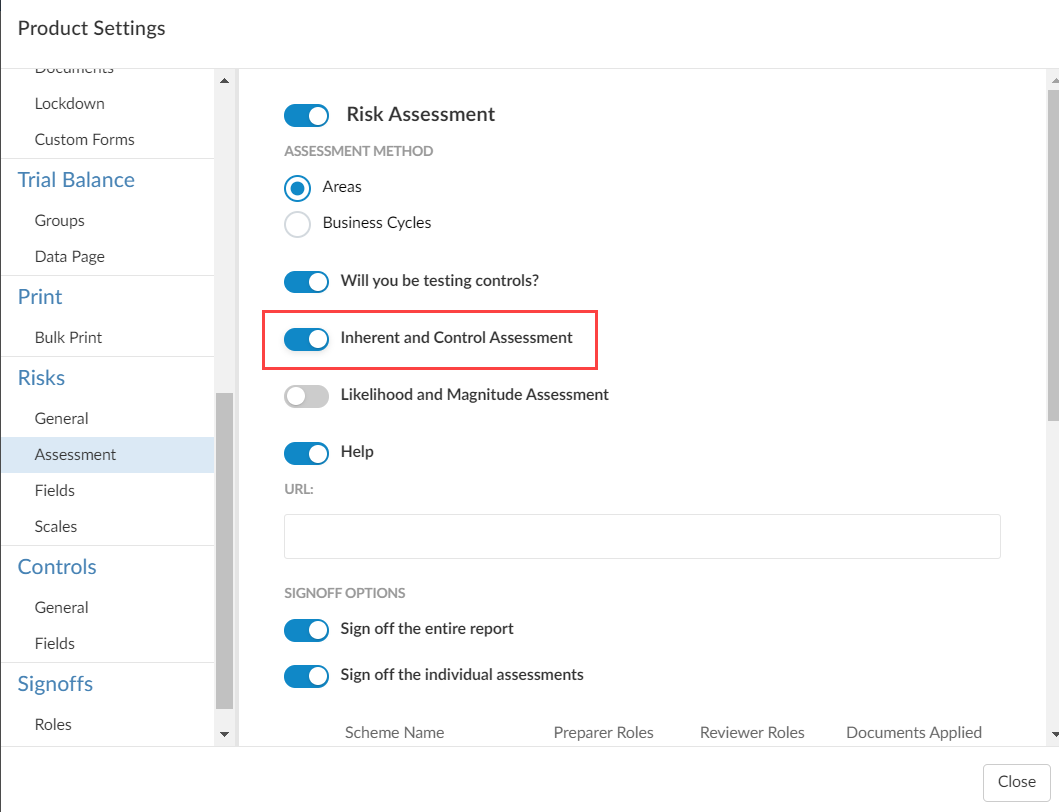 Product Settings
Documents
Lockdown
Custom Forms
Trial Balance
Groups
Data Page
Print
Bulk Print
Risks
General
Assessment
Fields
Scales
Controls
General
Fields
Signoffs
Roles
Risk Assessment
ASSESSMENT METHOD
Areas
Business Cycles
Will you be testing controls?
Inherent and Control Assessment
Likelihood and Magnitude Assessment
Help
URL:
SIGNOFF OPTIONS
Sign off the entire report
Sign off the individual assessments
Scheme Name Preparer Roles Reviewer Roles Documents Applied
Close